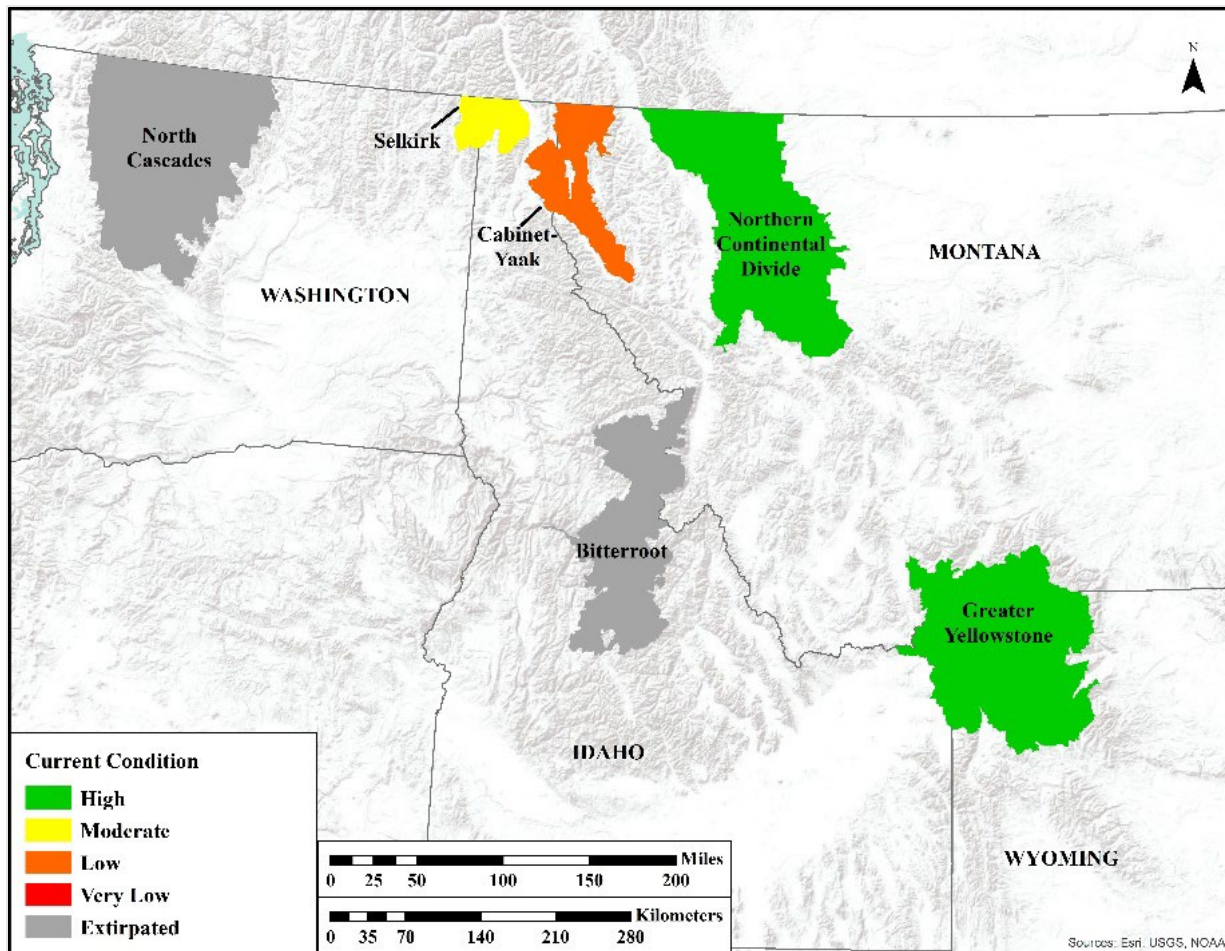 N
North
Cascades
Selkirk
Cabinet-
Yaak
Northern
Continental
Divide
MONTANA
WASHINGTON
Bitterroot
Greater
Yellowstone
IDAHO
WYOMING
Current Condition
High
Moderate
Low
Very Low
Extirpated
Miles
0 25 50 100 150 200
Kilometers
0 35 70 140 210 280
Sources: Esri, USGS, NOAA